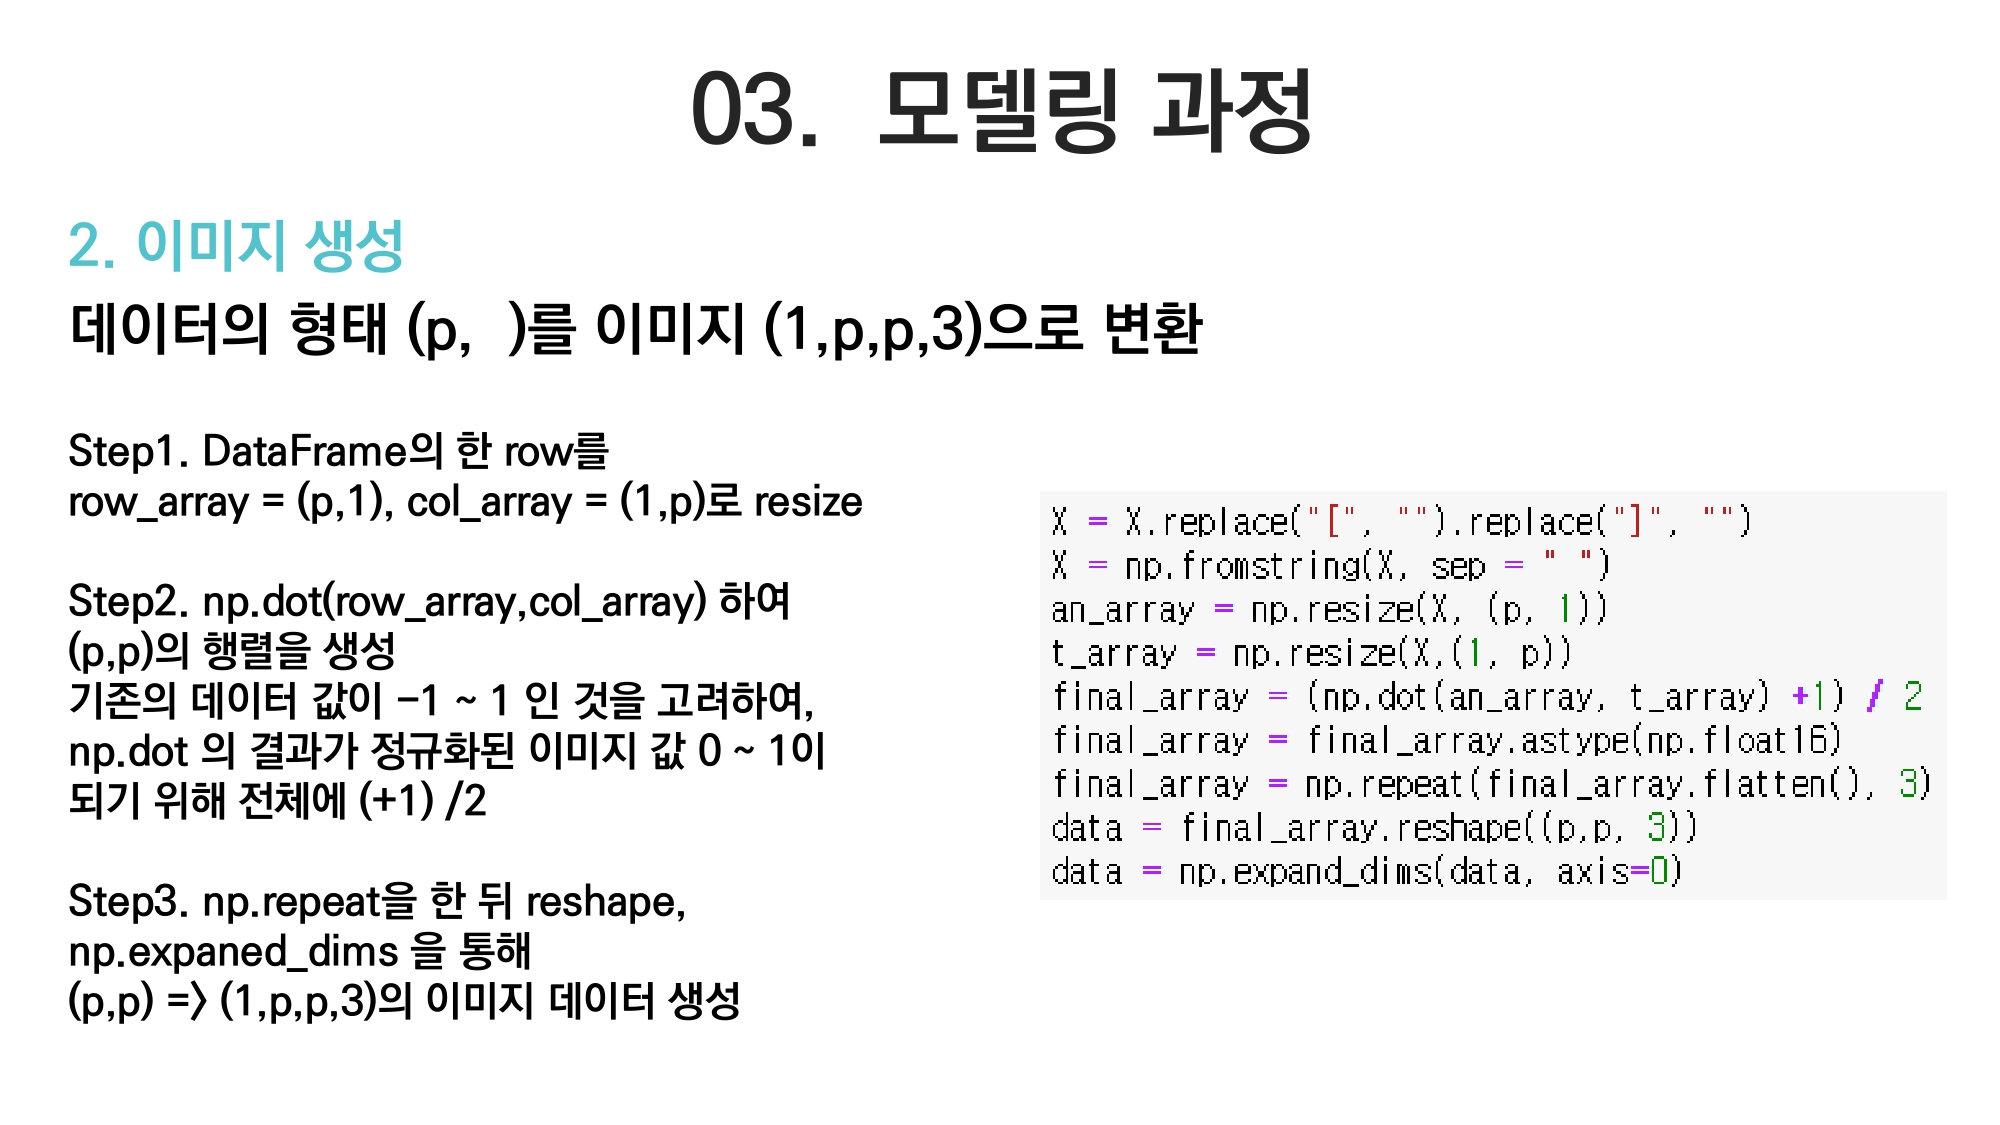 03. 모델링 과정
2. 이미지 생성
데이터의 형태 (p, )를 이미지 (1,p,p,3)으로 변환
Step1. DataFrame의 한 row를
row_array = (p,1), col_array = (1,p)로 resize
Step2. np.dot(row_array,col_array) 하여
(p,p)의 행렬을 생성
기존의 데이터 값이 -1 ~ 1 인 것을 고려하여,
np.dot 의 결과가 정규화된 이미지 값 0 ~ 1이
되기 위해 전체에 (+1) /2
Step3. np.repeat을 한 뒤 reshape,
np.expaned_dims 을 통해
(p,p) => (1,p,p,3)의 이미지 데이터 생성
X = X.replace("[", "").replace("]", "")
X = np.fromstring(X, sep = " ")
an_array = np.resize(X, (p, 1))
t_array = np.resize(X,(1, p))
final_array = (np.dot(an_array, t_array) +1) / 2
final_array = final_array.astype(np.float16)
final_array = np.repeat(final_array.flatten(), 3)
data = final_array.reshape((p,p, 3))
data = np.expand_dims(data, axis=0)